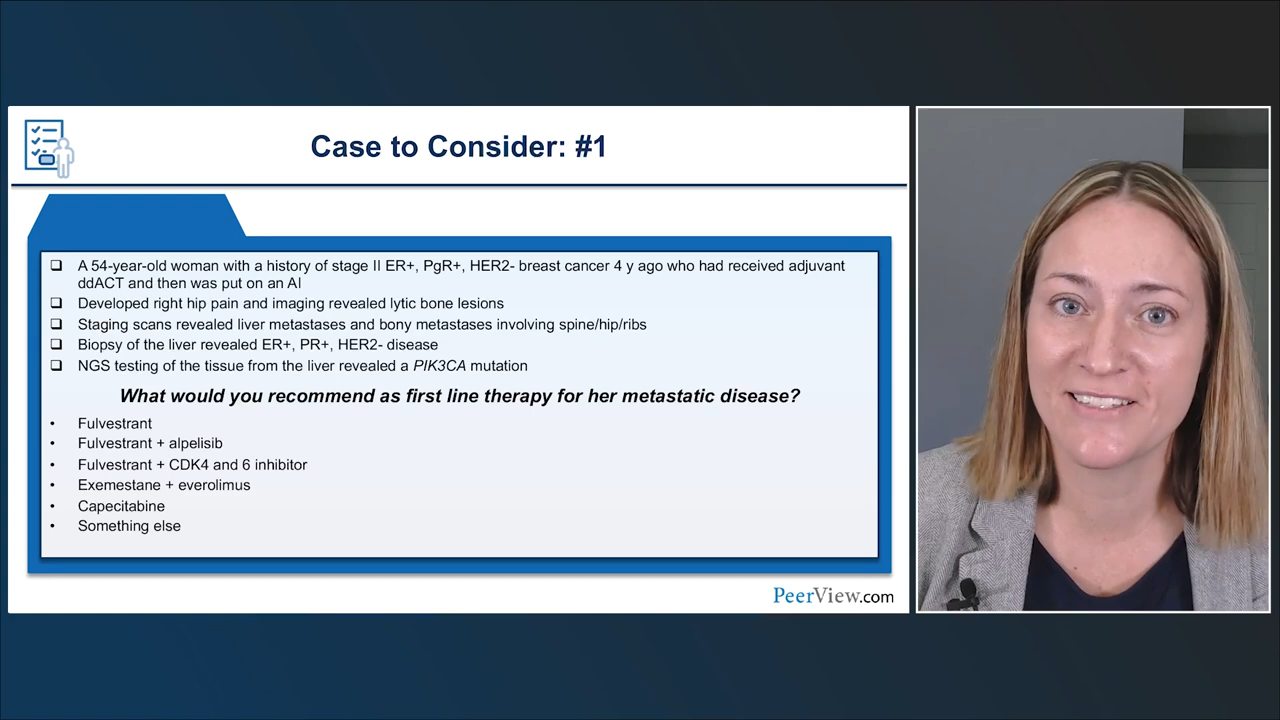 Case to Consider: #1
A 54-year-old woman with a history of stage II ER+, PgR+, HER2- breast cancer 4 y ago who had received adjuvant
ddACT and then was put on an AI
Developed right hip pain and imaging revealed lytic bone lesions
Staging scans revealed liver metastases and bony metastases involving spine/hip/ribs
Biopsy of the liver revealed ER+, PR+, HER2- disease
NGS testing of the tissue from the liver revealed a PIK3CA mutation
What would you recommend as first line therapy for her metastatic disease?
• Fulvestrant
• Fulvestrant + alpelisib
• Fulvestrant + CDK4 and 6 inhibitor
• Exemestane + everolimus
• Capecitabine
• Something else
PeerView.com